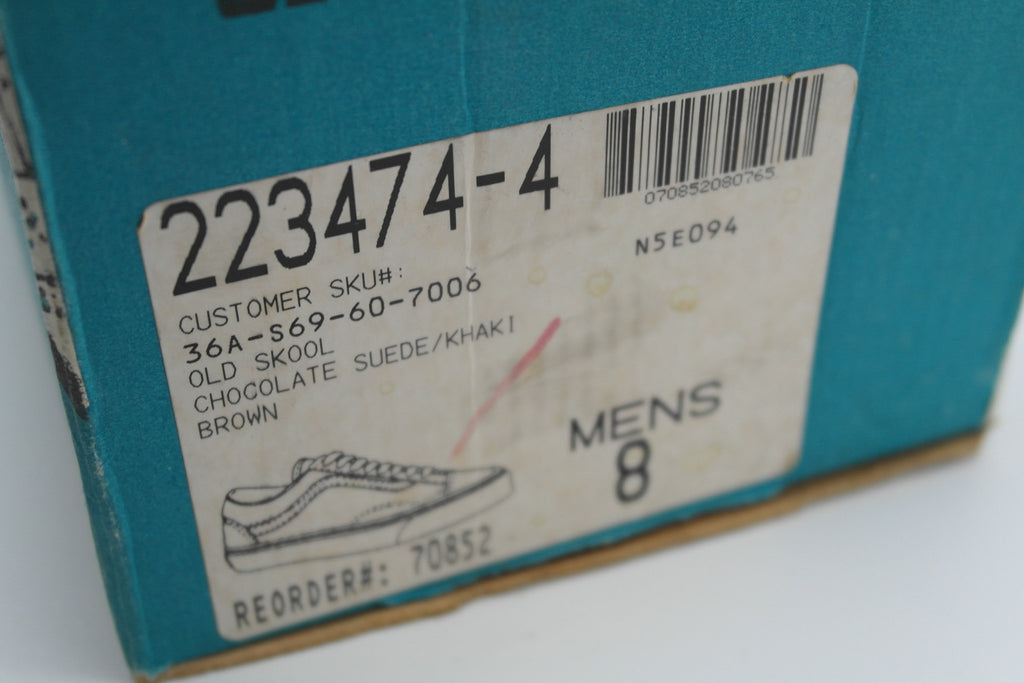 223474-4
070852080765
N5E094
CUSTOMER SKU#:
36A-S69-60-7006
OLD SKOOL
CHOCOLATE SUEDE/KHAKI
BROWN
MENS
8
REORDER#: 70852